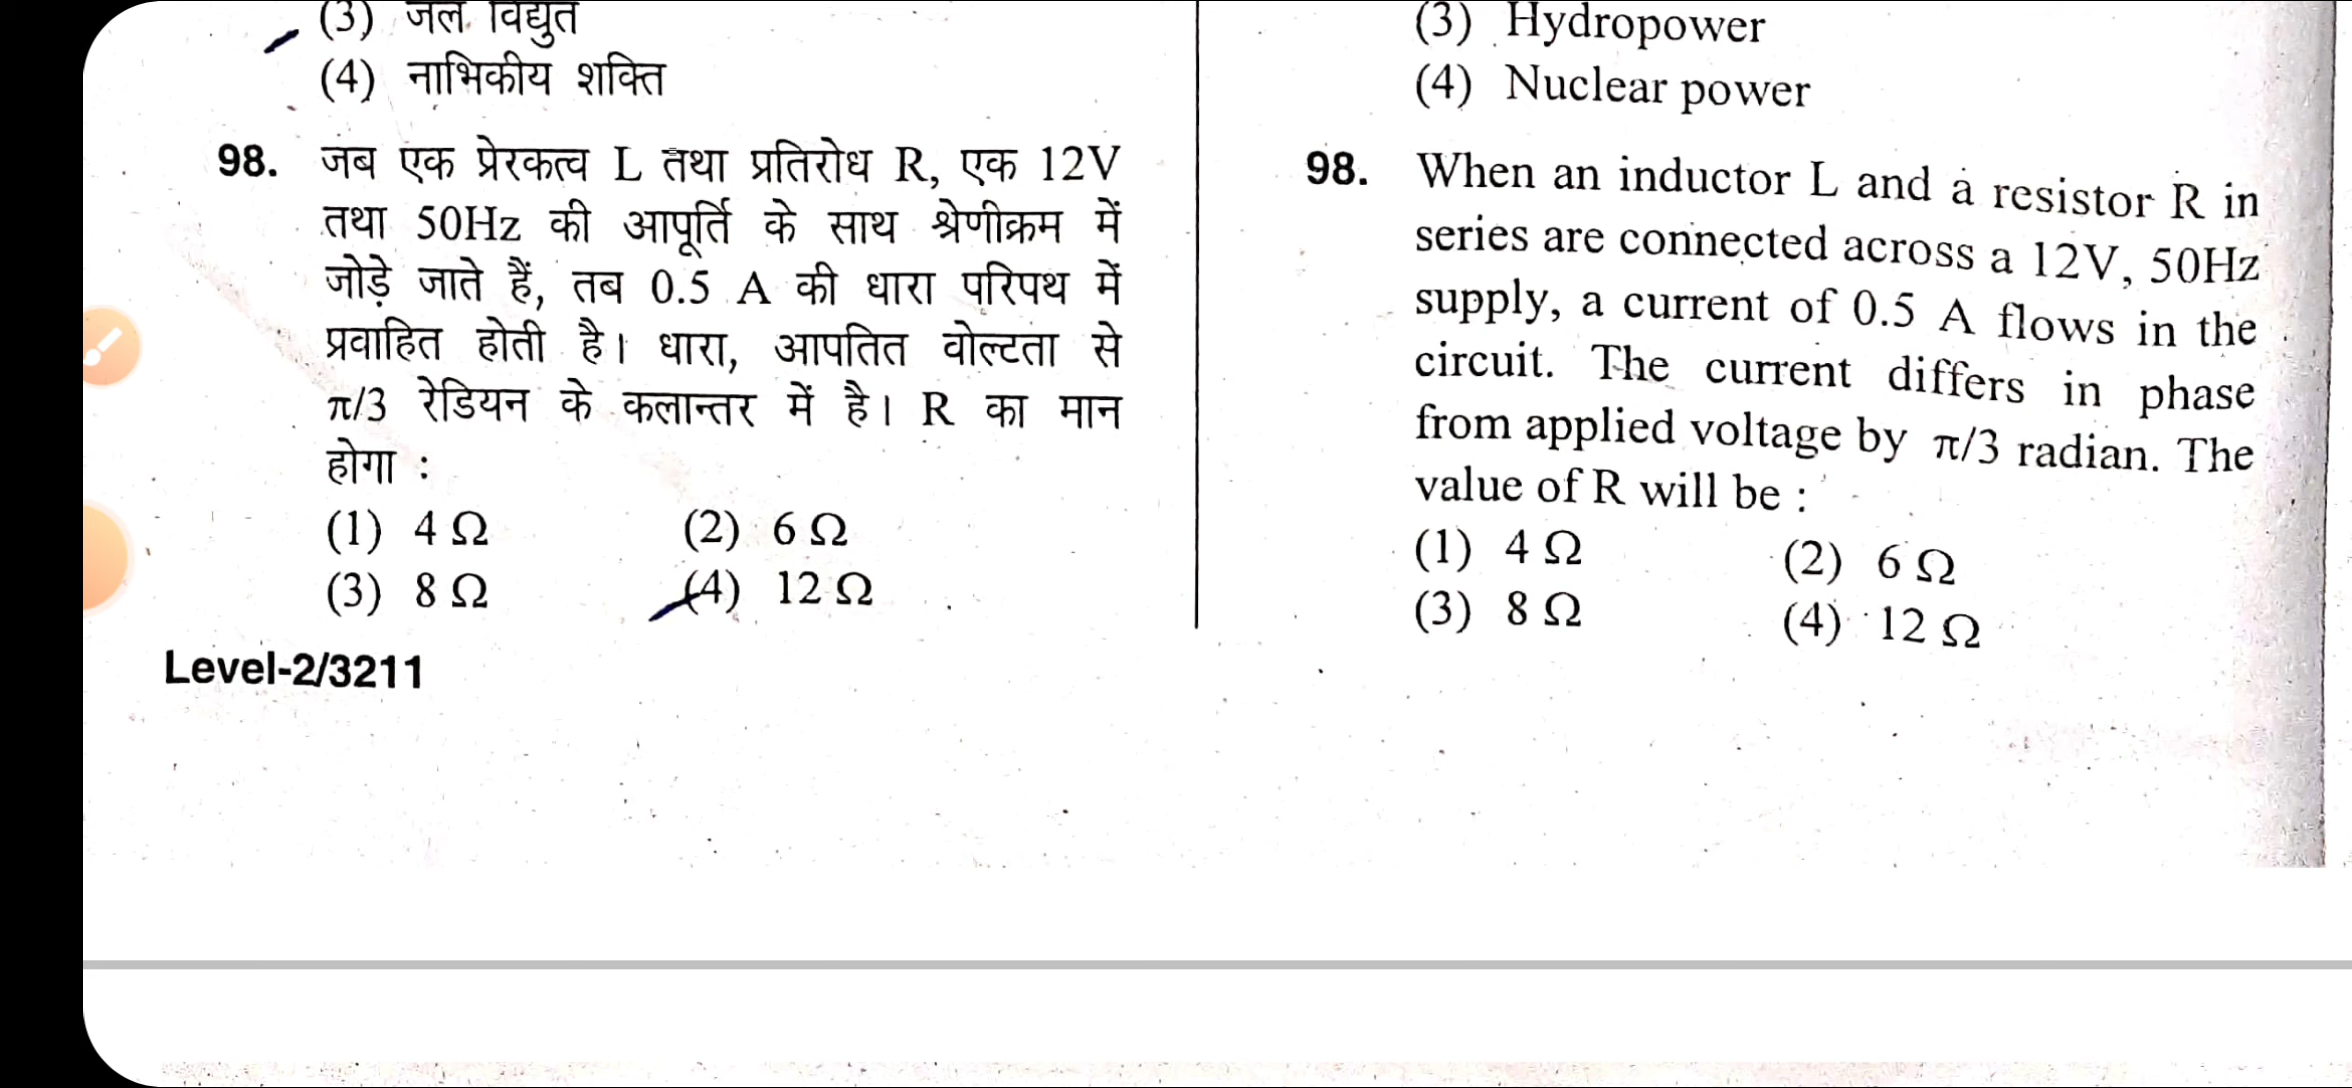 (3) जल विद्युत
(4) नाभिकीय शक्ति
98. जब एक प्रेरकत्व L तथा प्रतिरोध R, एक 12V
तथा 50Hz की आपूर्ति के साथ श्रेणीक्रम में
जोड़े जाते हैं, तब 0.5 A की धारा परिपथ में
प्रवाहित होती है। धारा, आपतित वोल्टता से
π/3 रेडियन के कलान्तर में है। R का मान
होगा :
(1) 4 Ω (2) 6 Ω
(3) 8 Ω (4) 12 Ω
Level-2/3211
(3) Hydropower
(4) Nuclear power
98. When an inductor L and a resistor R in
series are connected across a 12V, 50Hz
supply, a current of 0.5 A flows in the
circuit. The current differs in phase
from applied voltage by π/3 radian. The
value of R will be :
(1) 4 Ω (2) 6 Ω
(3) 8 Ω (4) 12 Ω